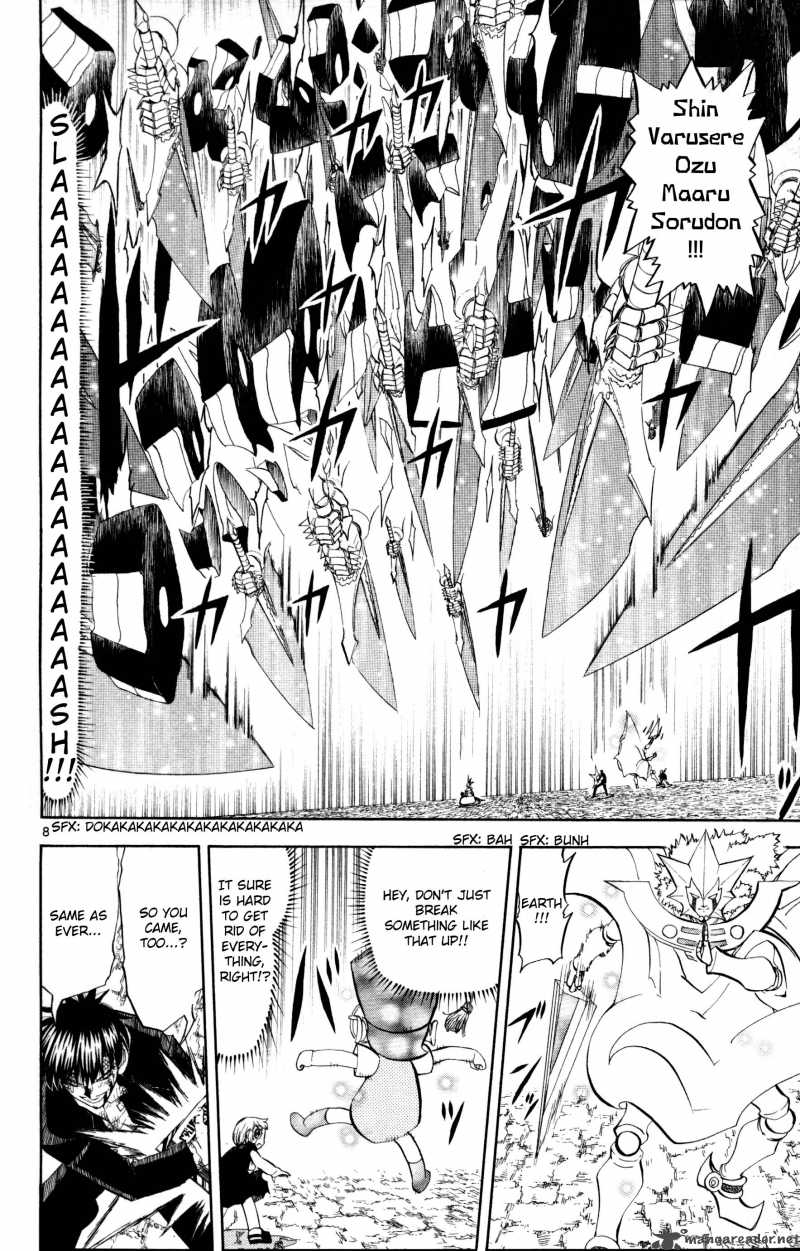 Shin
Varusere
Ozu
Maaru
Sorudon
!!!
SLAAAAAAAAAAAAAAAAAAAAAAASH!!!
8
SFX: DOKAKAKAKAKAKAKAKAKAKAKAKA
SFX: BAH SFX: BUNH
EARTH
!!!
HEY, DON'T JUST
BREAK
SOMETHING LIKE
THAT UP!!
IT SURE
IS HARD
TO GET
RID OF
EVERY-
THING,
RIGHT!?
SO YOU
CAME,
TOO...?
SAME AS
EVER...
mangareader.net